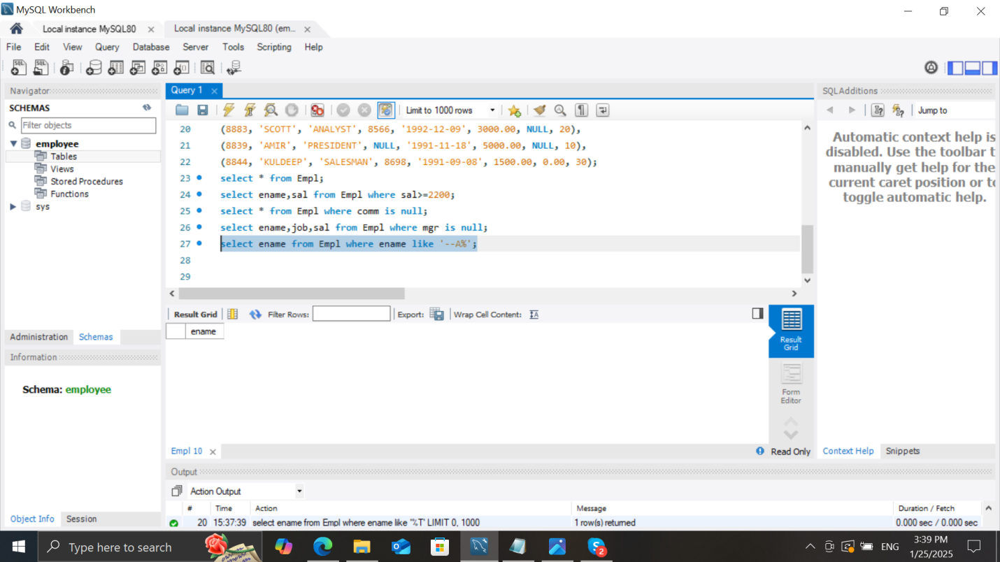 MySQL Workbench
Local instance MySQL80
Local instance MySQL80 (em...
File Edit View Query Database Server Tools Scripting Help
Navigator
SCHEMAS
Filter objects
employee
Tables
Views
Stored Procedures
Functions
sys
Administration Schemas
Information
Schema: employee
Object Info Session
Query 1
Limit to 1000 rows
20 (8883, 'SCOTT', 'ANALYST', 8566, '1992-12-09', 3000.00, NULL, 20),
21 (8839, 'AMIR', 'PRESIDENT', NULL, '1991-11-18', 5000.00, NULL, 10),
22 (8844, 'KULDEEP', 'SALESMAN', 8698, '1991-09-08', 1500.00, 0.00, 30);
23 select * from Empl;
24 select ename,sal from Empl where sal>=2200;
25 select * from Empl where comm is null;
26 select ename,job,sal from Empl where mgr is null;
27 select ename from Empl where ename like '--A%';
28
29
Result Grid Filter Rows: Export: Wrap Cell Content:
ename
Result
Grid
Form
Editor
Empl 10
Read Only
Output
Action Output
# Time Action Message Duration / Fetch
20 15:37:39 select ename from Empl where ename like '%T' LIMIT 0, 1000 1 row(s) returned 0.000 sec / 0.000 sec
SQLAdditions
Jump to
Automatic context help is
disabled. Use the toolbar t
manually get help for the
current caret position or to
toggle automatic help.
Context Help Snippets
Type here to search
2
ENG
3:39 PM
1/25/2025